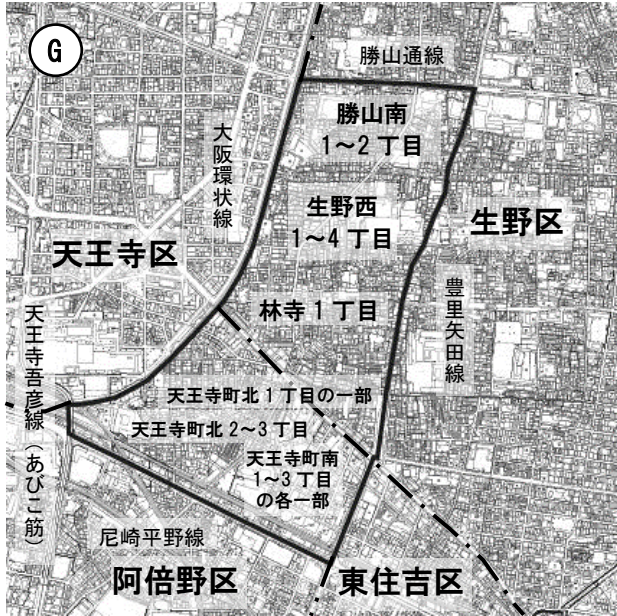 G
勝山通線
勝山南
1～2 丁目
大阪環状線
生野西
1～4 丁目
生野区
天王寺区
林寺 1 丁目
豊里矢田線
天王寺吾彦線（あびこ筋）
天王寺町北 1 丁目の一部
天王寺町北 2～3 丁目
天王寺町南
1～3 丁目
の各一部
尼崎平野線
阿倍野区
東住吉区